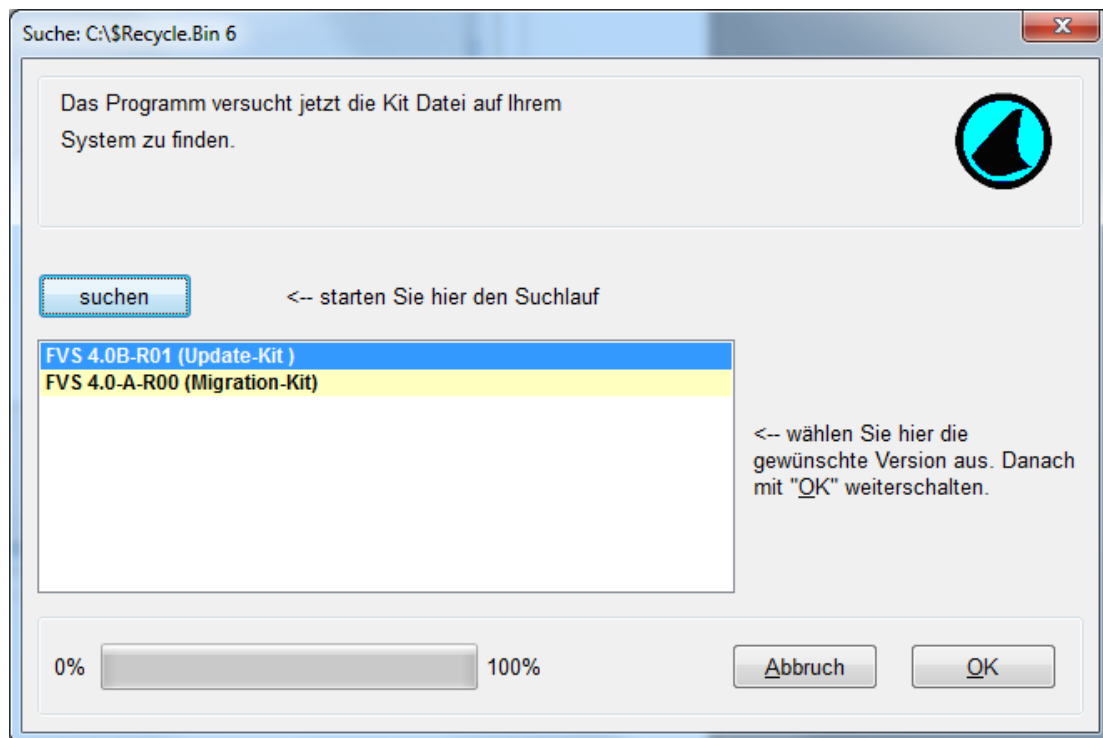 Suche: C:\$Recycle.Bin 6
Das Programm versucht jetzt die Kit Datei auf Ihrem
System zu finden.
suchen
<-- starten Sie hier den Suchlauf
FVS 4.0B-R01 (Update-Kit )
FVS 4.0-A-R00 (Migration-Kit)
<-- wählen Sie hier die
gewünschte Version aus. Danach
mit "OK" weiterschalten.
0%
100%
Abbruch
OK